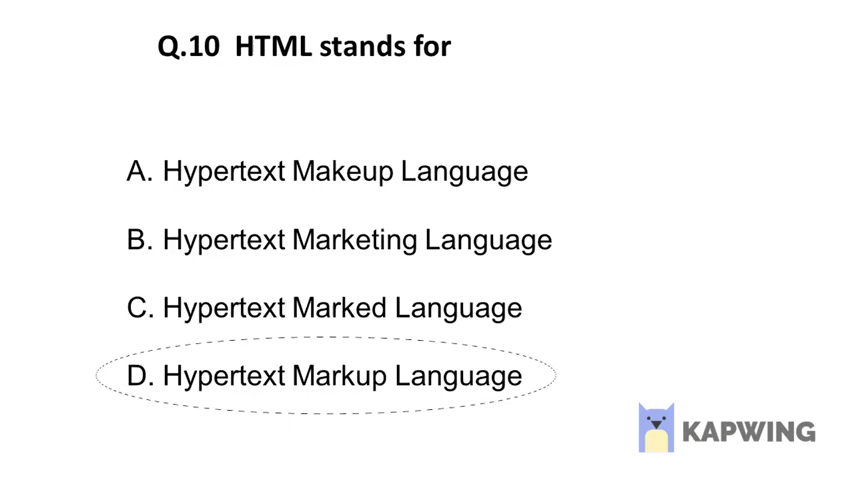 Q.10 HTML stands for
A. Hypertext Makeup Language
B. Hypertext Marketing Language
C. Hypertext Marked Language
D. Hypertext Markup Language
KAPWING